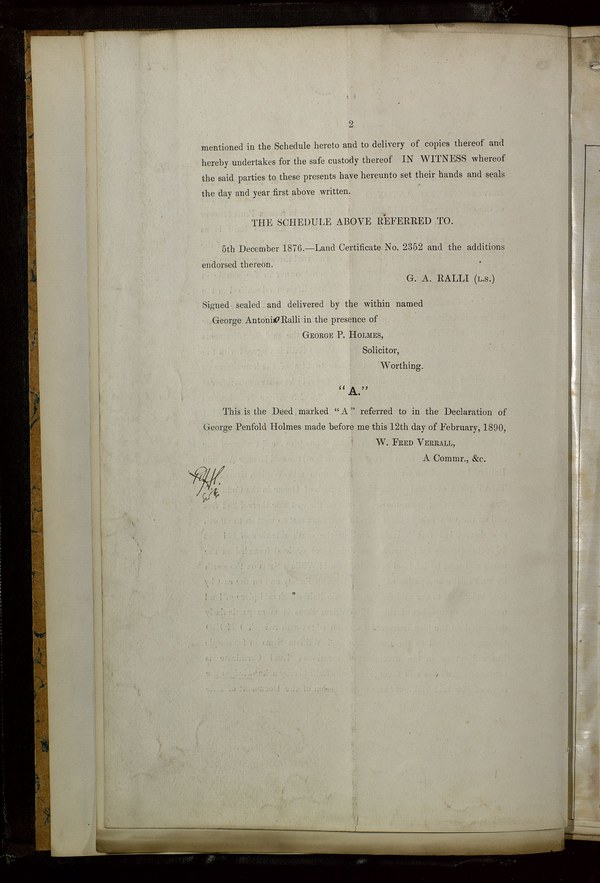 2
mentioned in the Schedule hereto and to delivery of copies thereof and
hereby undertakes for the safe custody thereof IN WITNESS whereof
the said parties to these presents have hereunto set their hands and seals
the day and year first above written.
THE SCHEDULE ABOVE REFERRED TO.
5th December 1876.—Land Certificate No. 2352 and the additions
endorsed thereon.
G. A. RALLI (L.S.)
Signed sealed and delivered by the within named
George Antonio Ralli in the presence of
GEORGE P. HOLMES,
Solicitor,
Worthing.
"A."
This is the Deed marked "A" referred to in the Declaration of
George Penfold Holmes made before me this 12th day of February, 1890,
W. FRED VERRALL,
A Commr., &c.